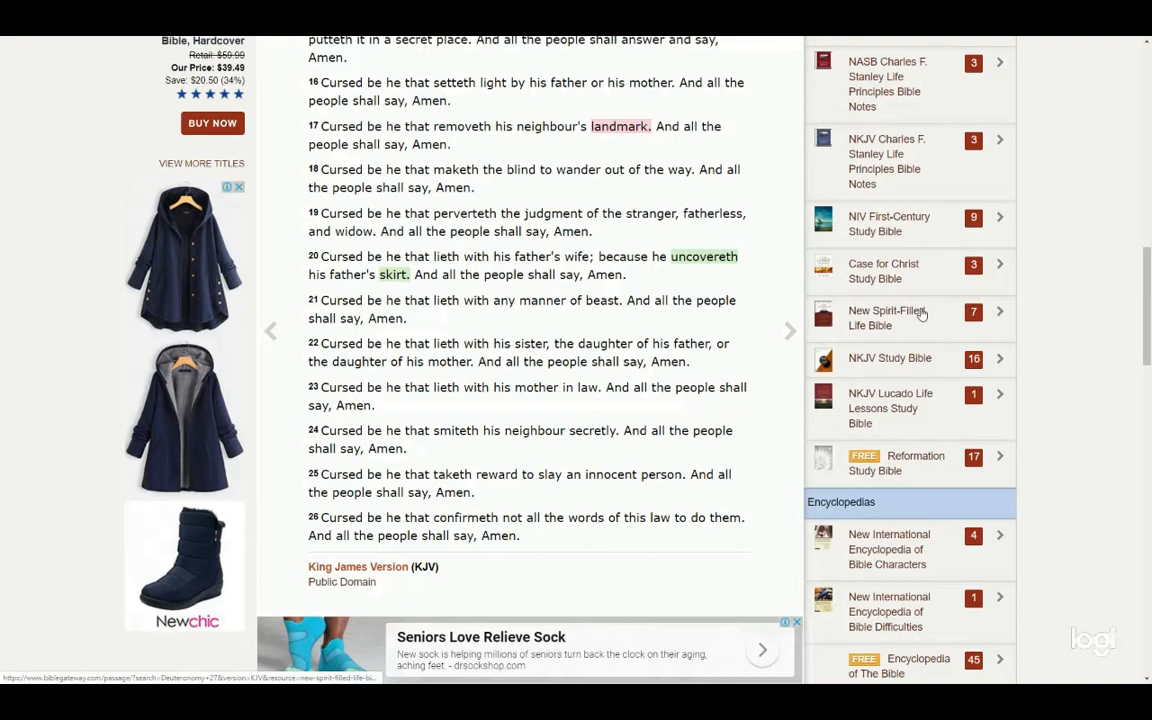 Bible, Hardcover
Retail: $59.99
Our Price: $39.49
Save: $20.50 (34%)
BUY NOW
VIEW MORE TITLES
Newchic
putteth it in a secret place. And all the people shall answer and say,
Amen.
16 Cursed be he that setteth light by his father or his mother. And all the
people shall say, Amen.
17 Cursed be he that removeth his neighbour's landmark. And all the
people shall say, Amen.
18 Cursed be he that maketh the blind to wander out of the way. And all
the people shall say, Amen.
19 Cursed be he that perverteth the judgment of the stranger, fatherless,
and widow. And all the people shall say, Amen.
20 Cursed be he that lieth with his father's wife; because he uncovereth
his father's skirt. And all the people shall say, Amen.
21 Cursed be he that lieth with any manner of beast. And all the people
shall say, Amen.
22 Cursed be he that lieth with his sister, the daughter of his father, or
the daughter of his mother. And all the people shall say, Amen.
23 Cursed be he that lieth with his mother in law. And all the people shall
say, Amen.
24 Cursed be he that smiteth his neighbour secretly. And all the people
shall say, Amen.
25 Cursed be he that taketh reward to slay an innocent person. And all
the people shall say, Amen.
26 Cursed be he that confirmeth not all the words of this law to do them.
And all the people shall say, Amen.
King James Version (KJV)
Public Domain
Seniors Love Relieve Sock
New sock is helping millions of seniors turn back the clock on their aging,
aching feet. - drsockshop.com
NASB Charles F. 3
Stanley Life
Principles Bible
Notes
NKJV Charles F. 3
Stanley Life
Principles Bible
Notes
NIV First-Century 9
Study Bible
Case for Christ 3
Study Bible
New Spirit-Filled 7
Life Bible
NKJV Study Bible 16
NKJV Lucado Life 1
Lessons Study
Bible
FREE Reformation 17
Study Bible
Encyclopedias
New International 4
Encyclopedia of
Bible Characters
New International 1
Encyclopedia of
Bible Difficulties
FREE Encyclopedia 45
of The Bible
logi
https://www.biblegateway.com/passage/?search=Deuteronomy+27&version=KJV&resource=new-spirit-filled-life-bi...